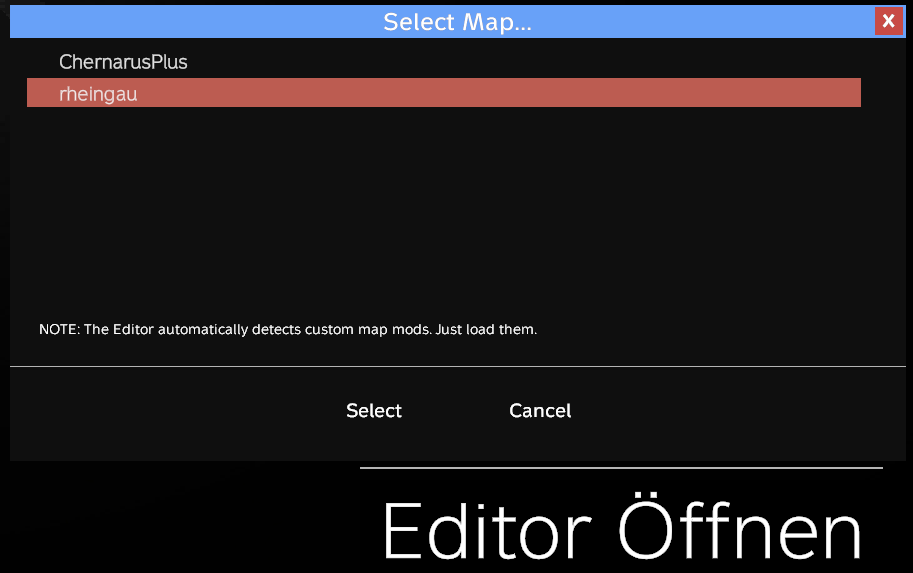 Select Map...
X
ChernarusPlus
rheingau
NOTE: The Editor automatically detects custom map mods. Just load them.
Select Cancel
Editor Öffnen